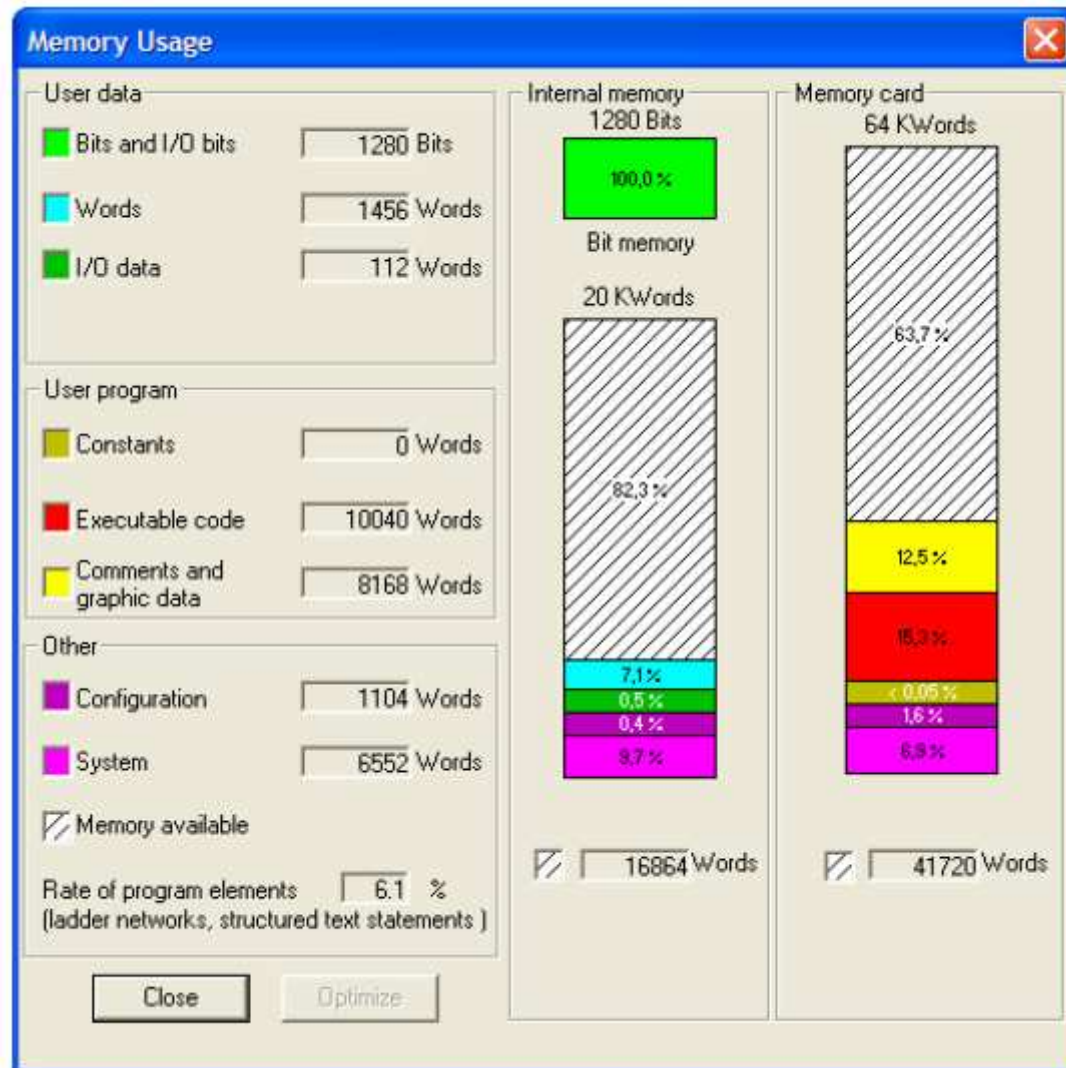 Memory Usage
User data
Bits and I/O bits 1280 Bits
Words 1456 Words
I/O data 112 Words
User program
Constants 0 Words
Executable code 10040 Words
Comments and
graphic data 8168 Words
Other
Configuration 1104 Words
System 6552 Words
Memory available
Rate of program elements 6.1 %
(ladder networks, structured text statements )
Close Optimize
Internal memory
1280 Bits
100,0 %
Bit memory
20 KWords
82,3 %
7,1 %
0,5 %
0,4 %
9,7 %
16864 Words
Memory card
64 KWords
63,7 %
12,5 %
15,3 %
< 0,05 %
1,6 %
6,9 %
41720 Words